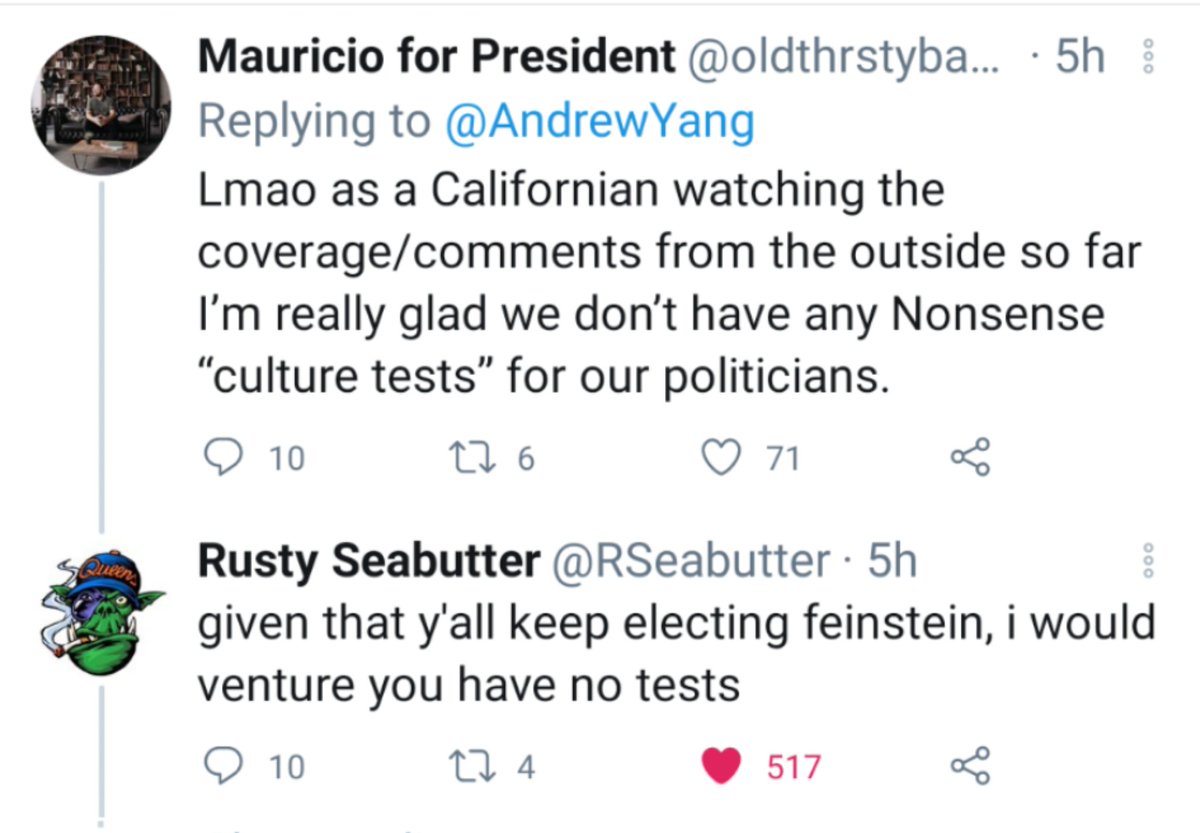 Mauricio for President @oldthrstyba... · 5h
Replying to @AndrewYang
Lmao as a Californian watching the
coverage/comments from the outside so far
I’m really glad we don’t have any Nonsense
“culture tests” for our politicians.
10 6 71
Queens
Rusty Seabutter @RSeabutter · 5h
given that y'all keep electing feinstein, i would
venture you have no tests
10 4 517